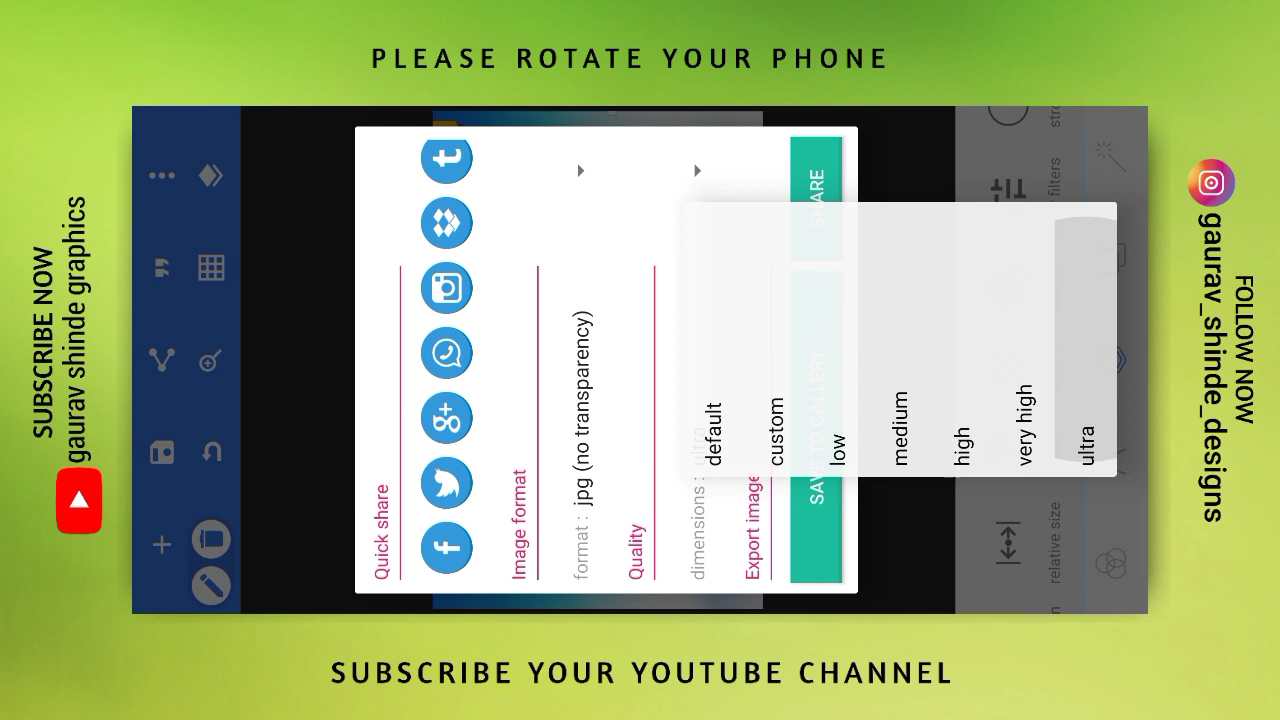 PLEASE ROTATE YOUR PHONE
SUBSCRIBE NOW
gaurav shinde graphics
Quick share
Image format
format : jpg (no transparency)
Quality
dimensions : ultra
Export image
SHARE
SAVE TO GALLERY
default
custom
low
medium
high
very high
ultra
relative size
filters
FOLLOW NOW
gaurav_shinde_designs
SUBSCRIBE YOUR YOUTUBE CHANNEL